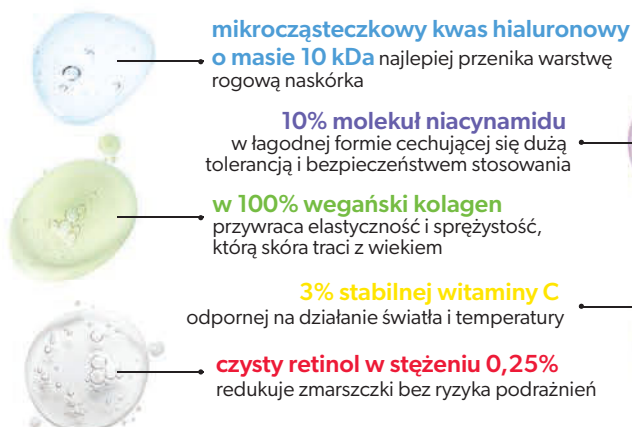 mikrocząsteczkowy kwas hialuronowy
o masie 10 kDa najlepiej przenika warstwę
rogową naskórka
10% molekuł niacynamidu
w łagodnej formie cechującej się dużą
tolerancją i bezpieczeństwem stosowania
w 100% wegański kolagen
przywraca elastyczność i sprężystość,
którą skóra traci z wiekiem
3% stabilnej witaminy C
odpornej na działanie światła i temperatury
czysty retinol w stężeniu 0,25%
redukuje zmarszczki bez ryzyka podrażnień